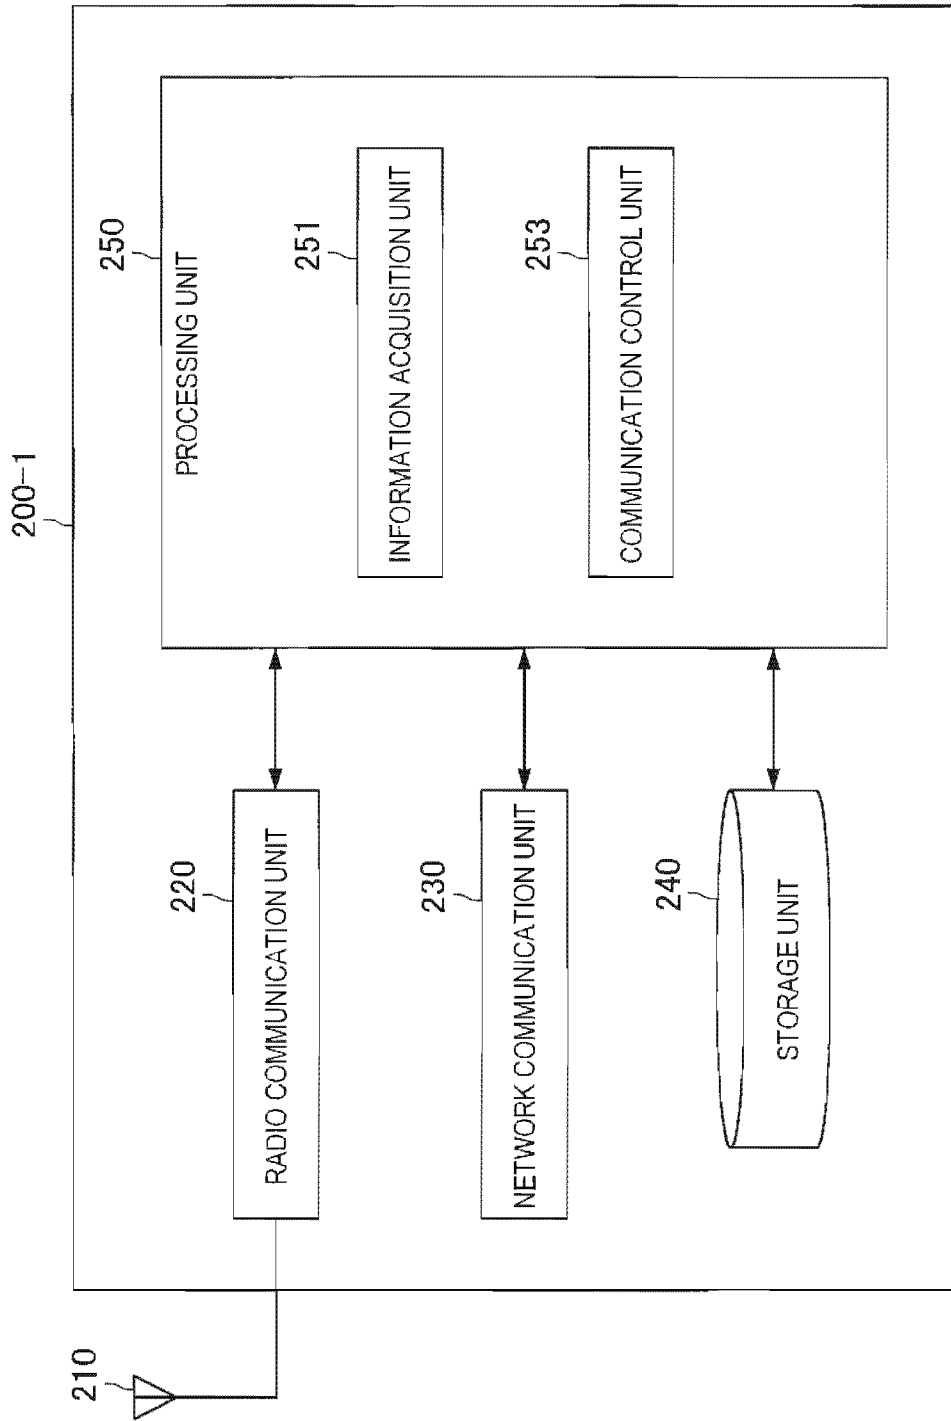 200-1
210
220
RADIO COMMUNICATION UNIT
230
NETWORK COMMUNICATION UNIT
240
STORAGE UNIT
250
PROCESSING UNIT
251
INFORMATION ACQUISITION UNIT
253
COMMUNICATION CONTROL UNIT